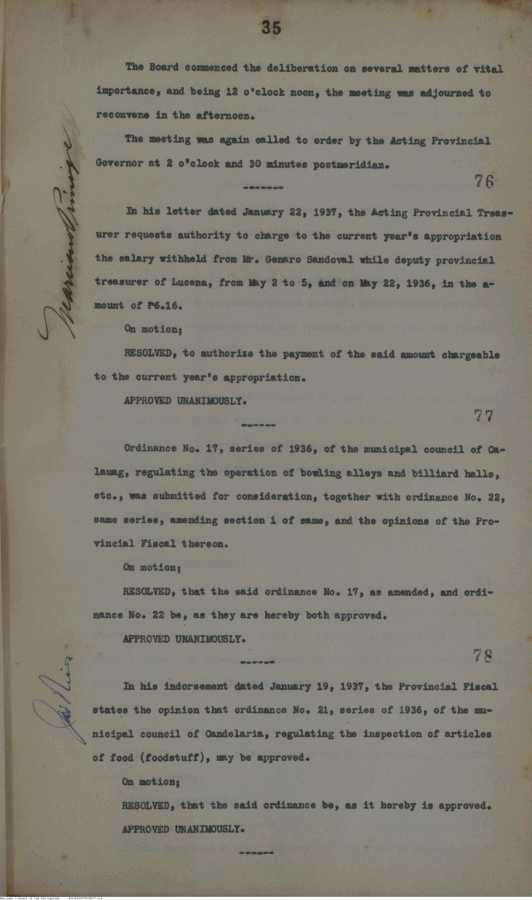 35
The Board commenced the deliberation on several matters of vital
importance, and being 12 o'clock noon, the meeting was adjourned to
reconvene in the afternoon.
The meeting was again called to order by the Acting Provincial
Governor at 2 o'clock and 30 minutes postmeridian.
76
-------
In his letter dated January 22, 1937, the Acting Provincial Treas-
urer requests authority to charge to the current year's appropriation
the salary withheld from Mr. Genaro Sandoval while deputy provincial
treasurer of Lucena, from May 2 to 5, and on May 22, 1936, in the a-
mount of ₱6.16.
On motion;
RESOLVED, to authorize the payment of the said amount chargeable
to the current year's appropriation.
APPROVED UNANIMOUSLY.
77
------
Ordinance No. 17, series of 1936, of the municipal council of Ca-
lauag, regulating the operation of bowling alleys and billiard halls,
etc., was submitted for consideration, together with ordinance No. 22,
same series, amending section 1 of same, and the opinions of the Pro-
vincial Fiscal thereon.
On motion;
RESOLVED, that the said ordinance No. 17, as amended, and ordi-
nance No. 22 be, as they are hereby both approved.
APPROVED UNANIMOUSLY.
78
------
In his indorsement dated January 19, 1937, the Provincial Fiscal
states the opinion that ordinance No. 21, series of 1936, of the mu-
nicipal council of Candelaria, regulating the inspection of articles
of food (foodstuff), may be approved.
On motion;
RESOLVED, that the said ordinance be, as it hereby is approved.
APPROVED UNANIMOUSLY.
------